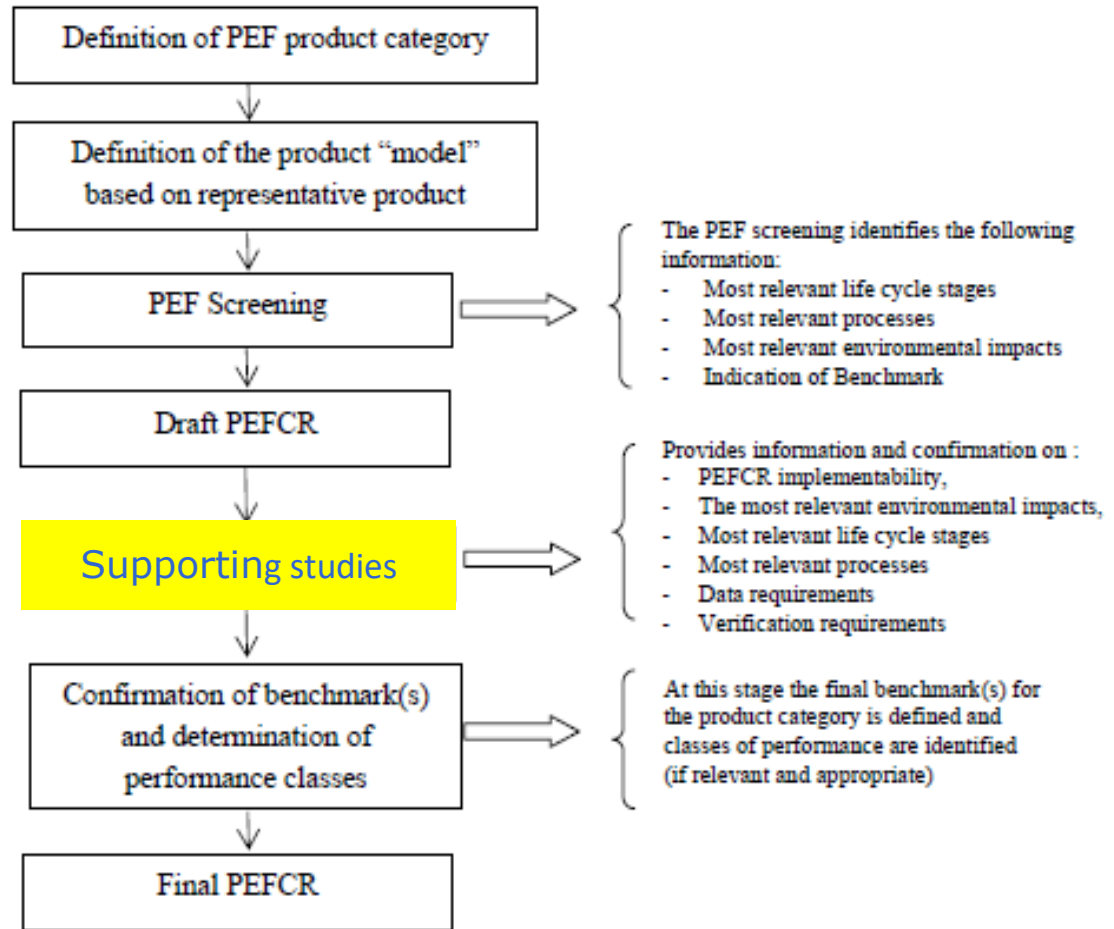 Definition of PEF product category
Definition of the product “model”
based on representative product
PEF Screening
The PEF screening identifies the following
information:
- Most relevant life cycle stages
- Most relevant processes
- Most relevant environmental impacts
- Indication of Benchmark
Draft PEFCR
Supporting studies
Provides information and confirmation on :
- PEFCR implementability,
- The most relevant environmental impacts,
- Most relevant life cycle stages
- Most relevant processes
- Data requirements
- Verification requirements
Confirmation of benchmark(s)
and determination of
performance classes
At this stage the final benchmark(s) for
the product category is defined and
classes of performance are identified
(if relevant and appropriate)
Final PEFCR